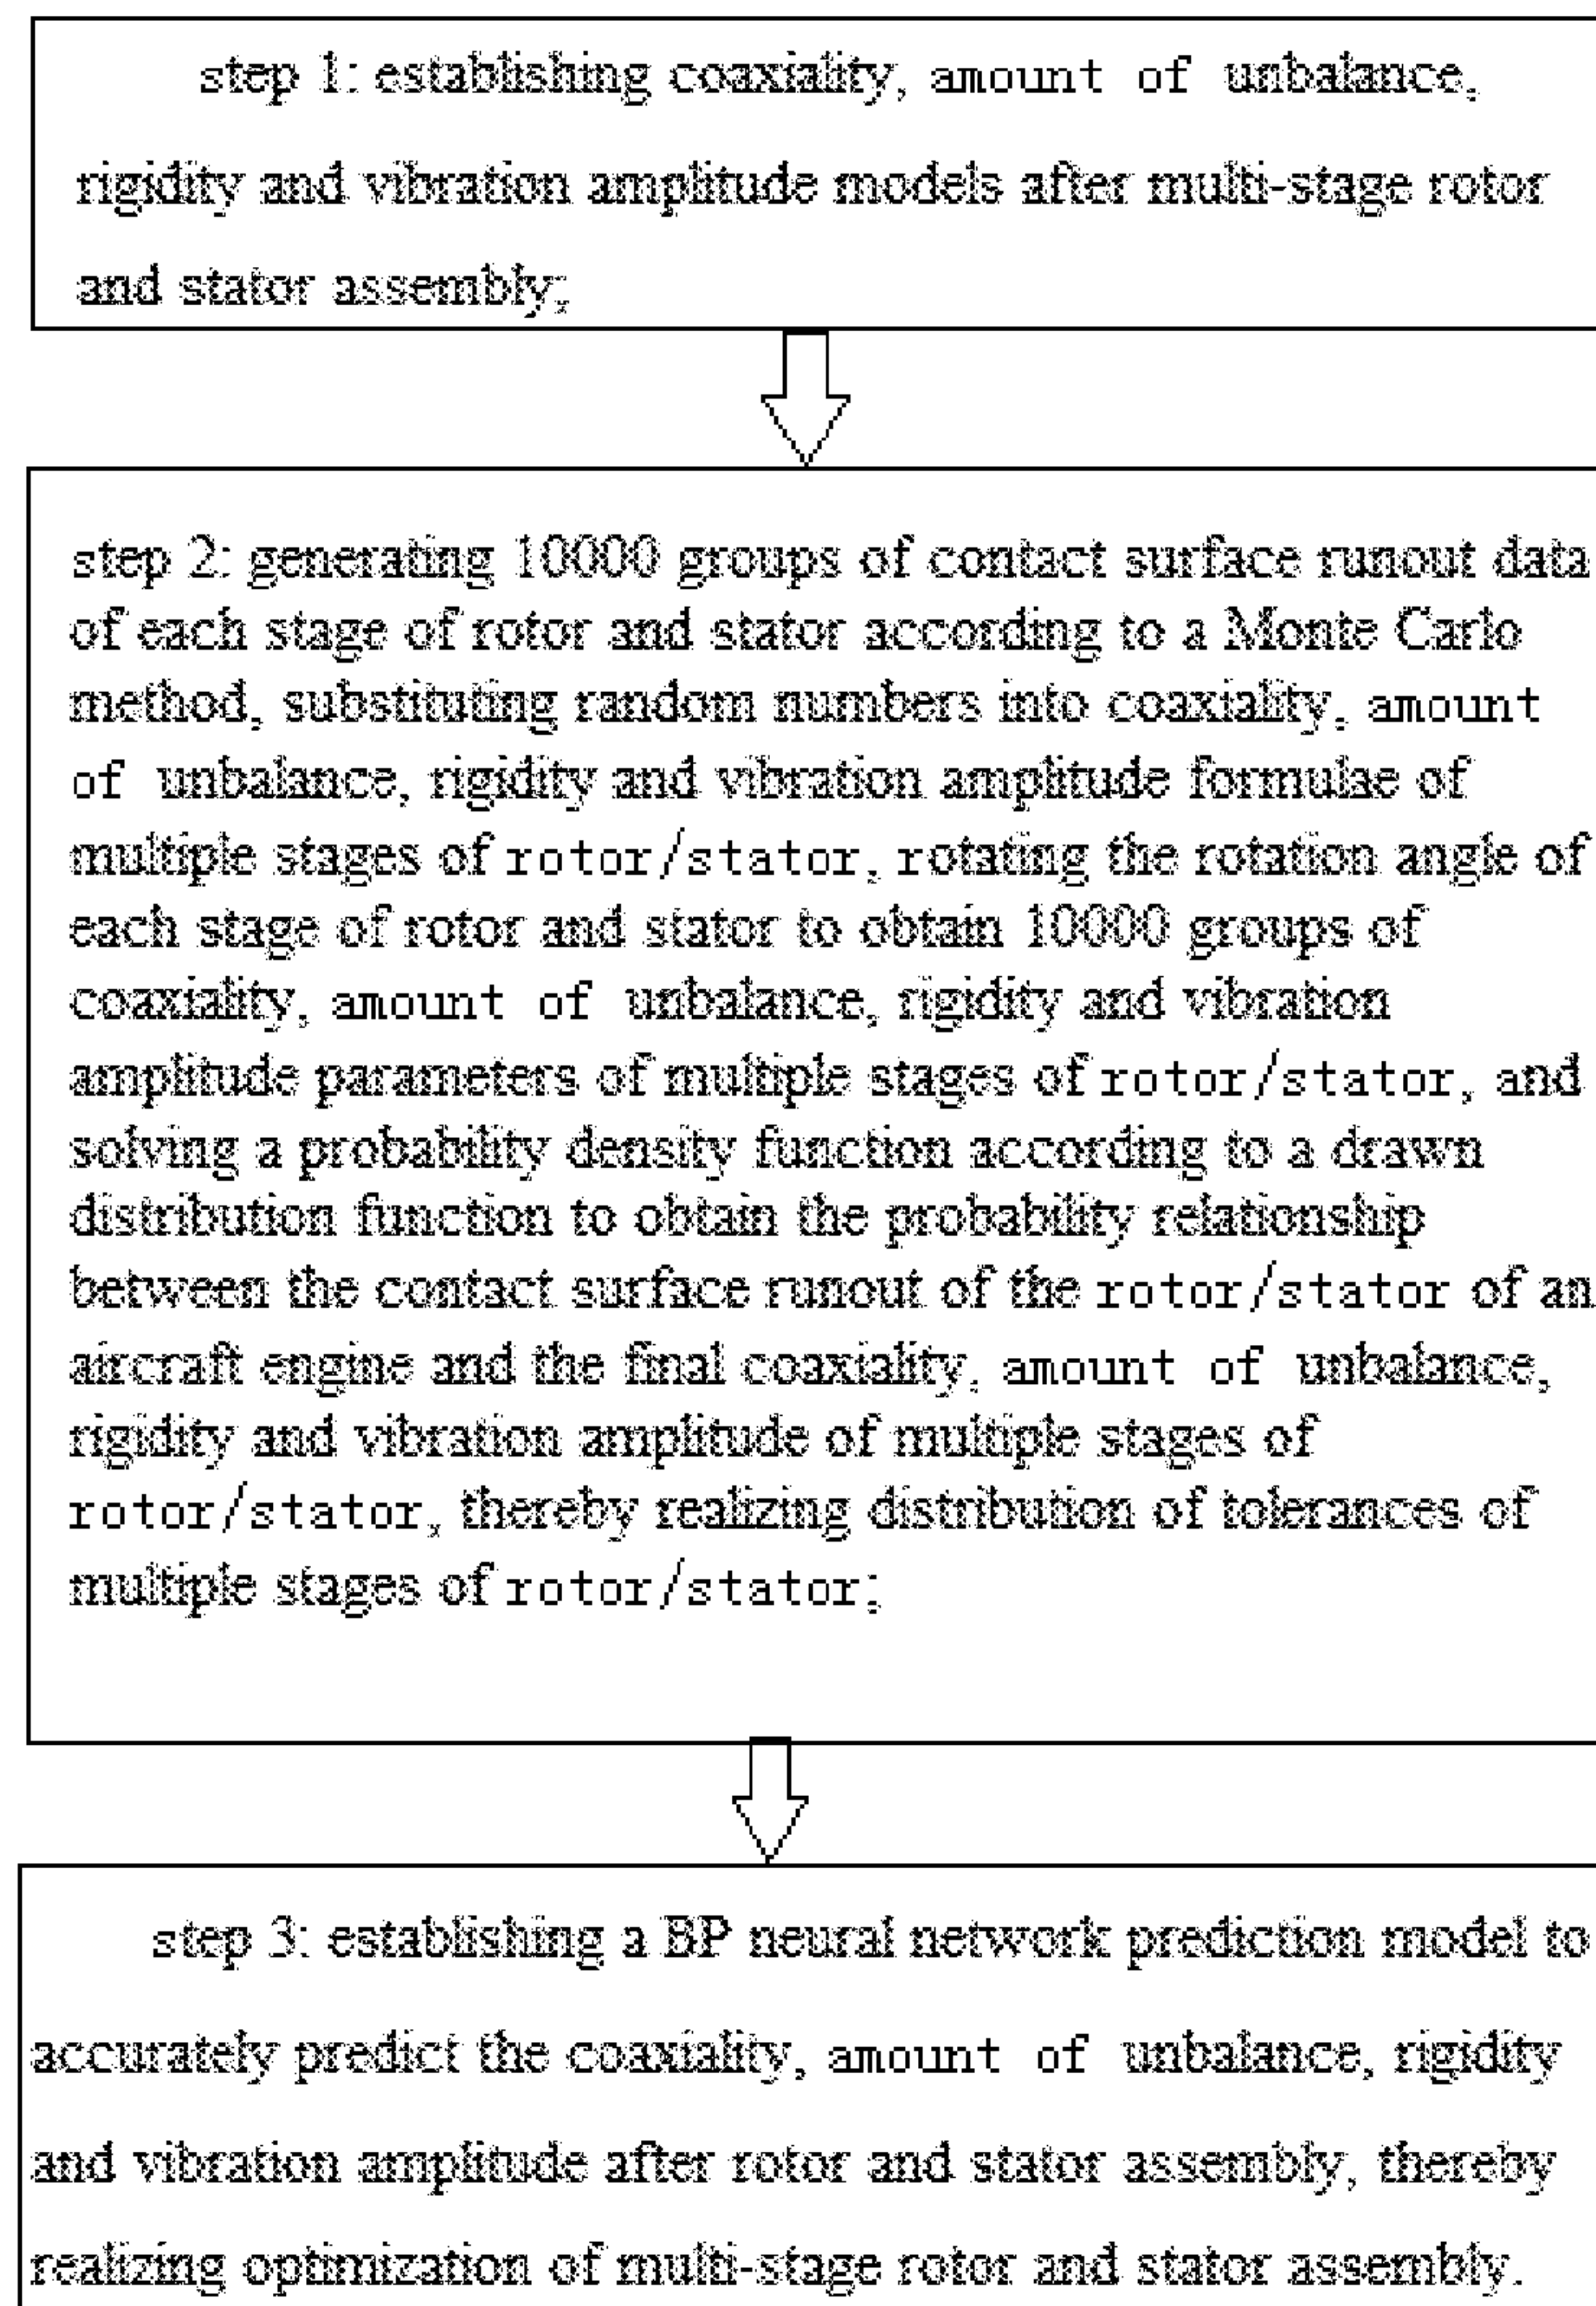 step 1: establishing coaxiality, amount of unbalance,
rigidity and vibration amplitude models after multi-stage rotor
and stator assembly;
step 2: generating 10000 groups of contact surface runout data
of each stage of rotor and stator according to a Monte Carlo
method, substituting random numbers into coaxiality, amount
of unbalance, rigidity and vibration amplitude formulae of
multiple stages of rotor/stator, rotating the rotation angle of
each stage of rotor and stator to obtain 10000 groups of
coaxiality, amount of unbalance, rigidity and vibration
amplitude parameters of multiple stages of rotor/stator, and
solving a probability density function according to a drawn
distribution function to obtain the probability relationship
between the contact surface runout of the rotor/stator of an
aircraft engine and the final coaxiality, amount of unbalance,
rigidity and vibration amplitude of multiple stages of
rotor/stator, thereby realizing distribution of tolerances of
multiple stages of rotor/stator;
step 3: establishing a BP neural network prediction model to
accurately predict the coaxiality, amount of unbalance, rigidity
and vibration amplitude after rotor and stator assembly, thereby
realizing optimization of multi-stage rotor and stator assembly.